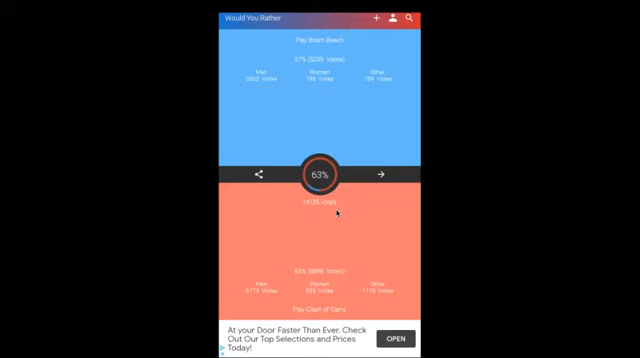 Would You Rather
Play Boom Beach
37% (5239 Votes)
Men Women Other
Votes Votes Votes
63%
14135 Votes
63% (8896 Votes)
Men Women Other
Votes Votes Votes
Play Clash of Clans
At your Door Faster Than Ever. Check
Out Our Top Selections and Prices
Today!
OPEN